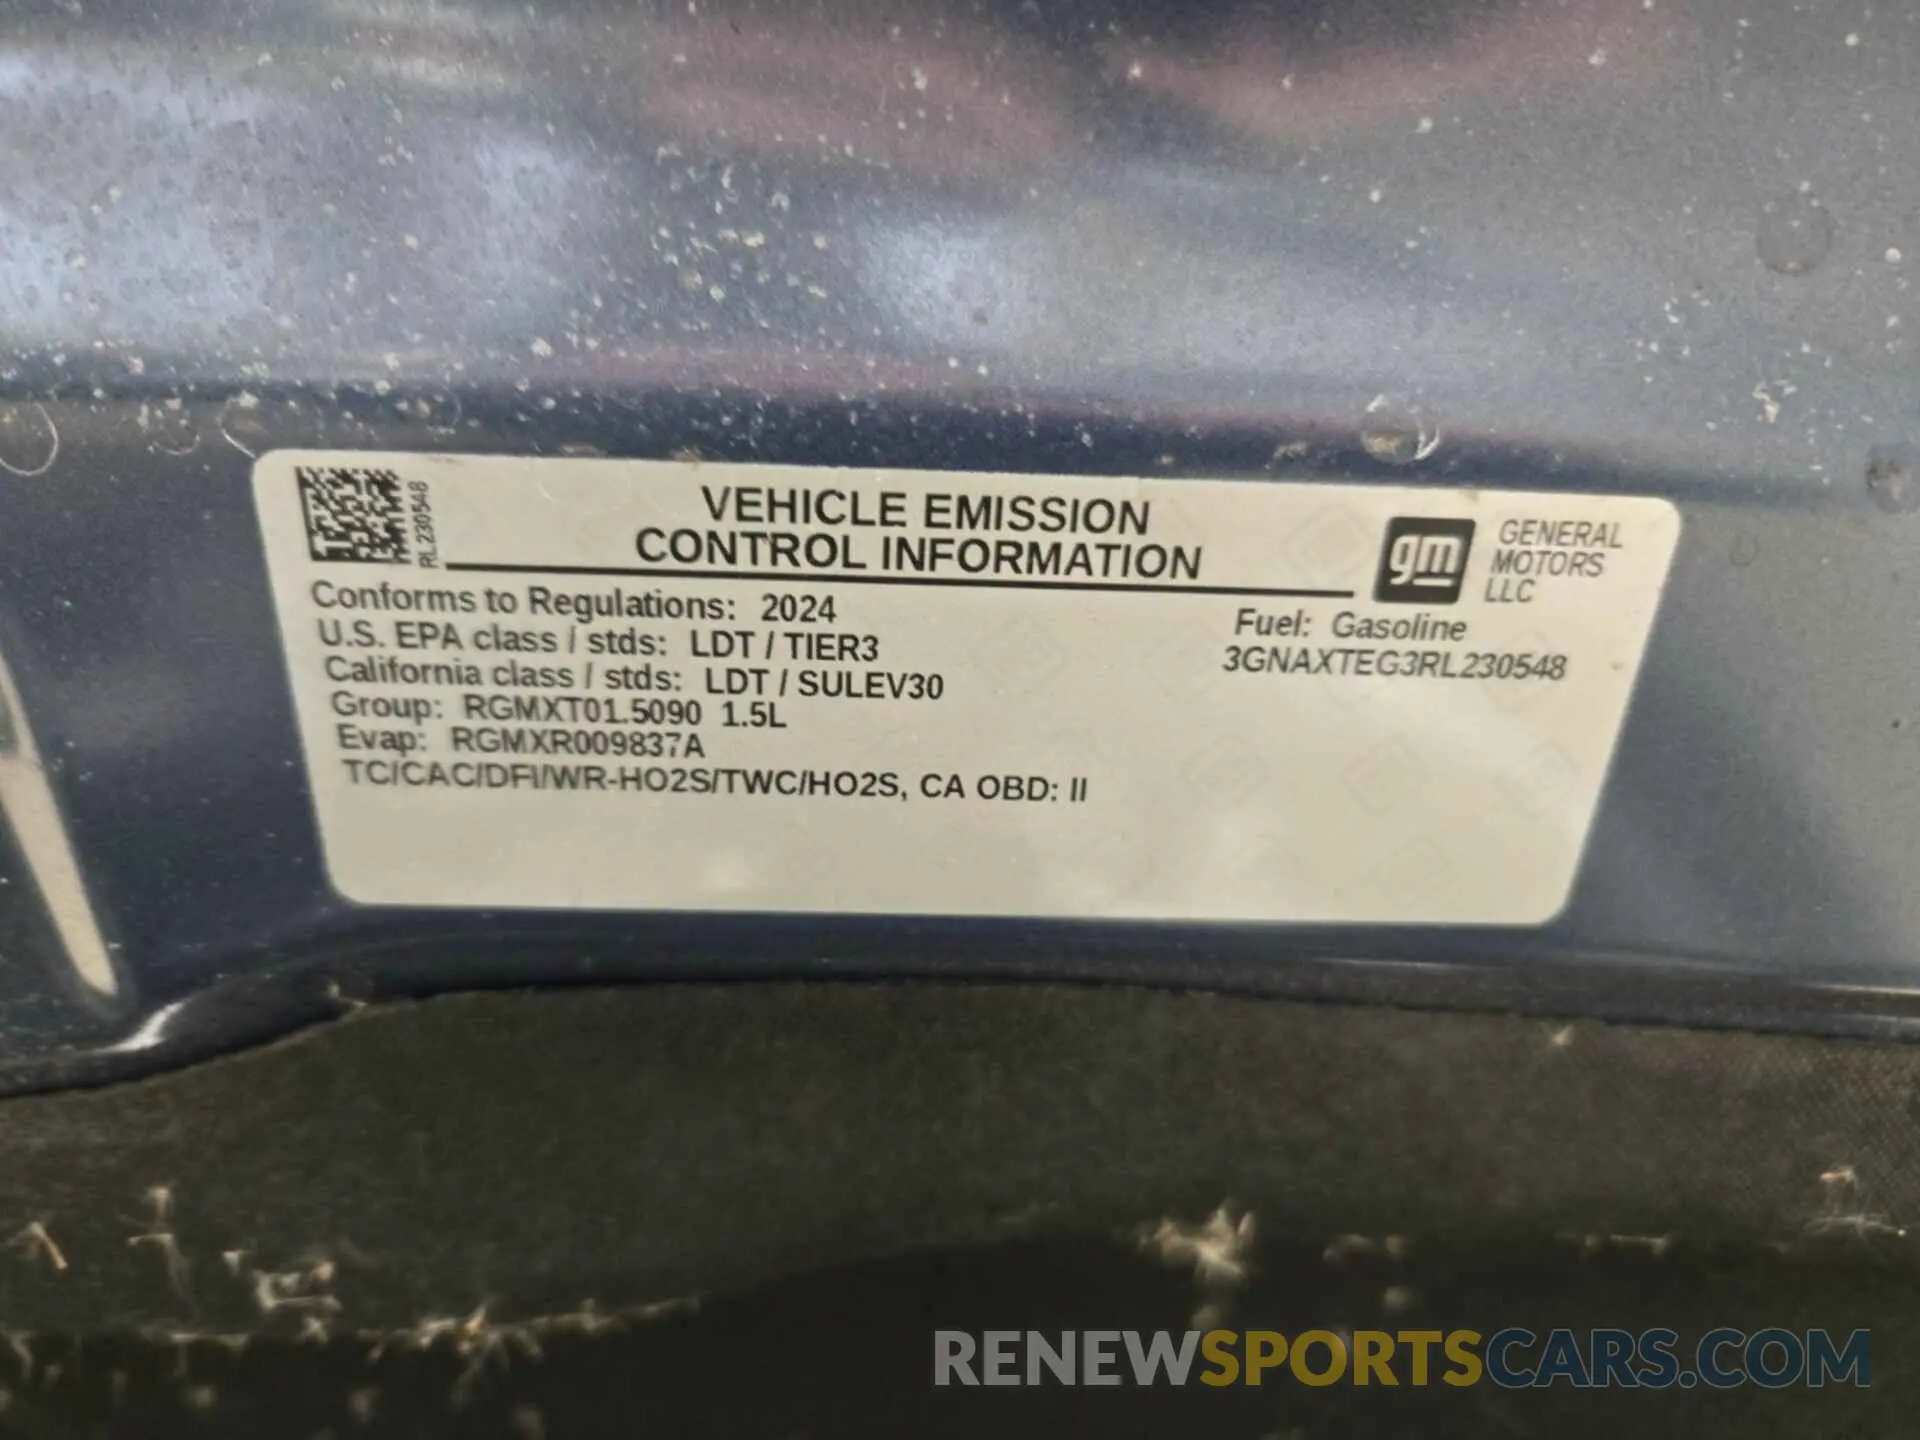 RL230548
VEHICLE EMISSION
CONTROL INFORMATION
gm
GENERAL
MOTORS
LLC
Conforms to Regulations: 2024
U.S. EPA class / stds: LDT / TIER3
California class / stds: LDT / SULEV30
Group: RGMXT01.5090 1.5L
Evap: RGMXR009837A
TC/CAC/DFI/WR-HO2S/TWC/HO2S, CA OBD: II
Fuel: Gasoline
3GNAXTEG3RL230548
RENEWSPORTSCARS.COM